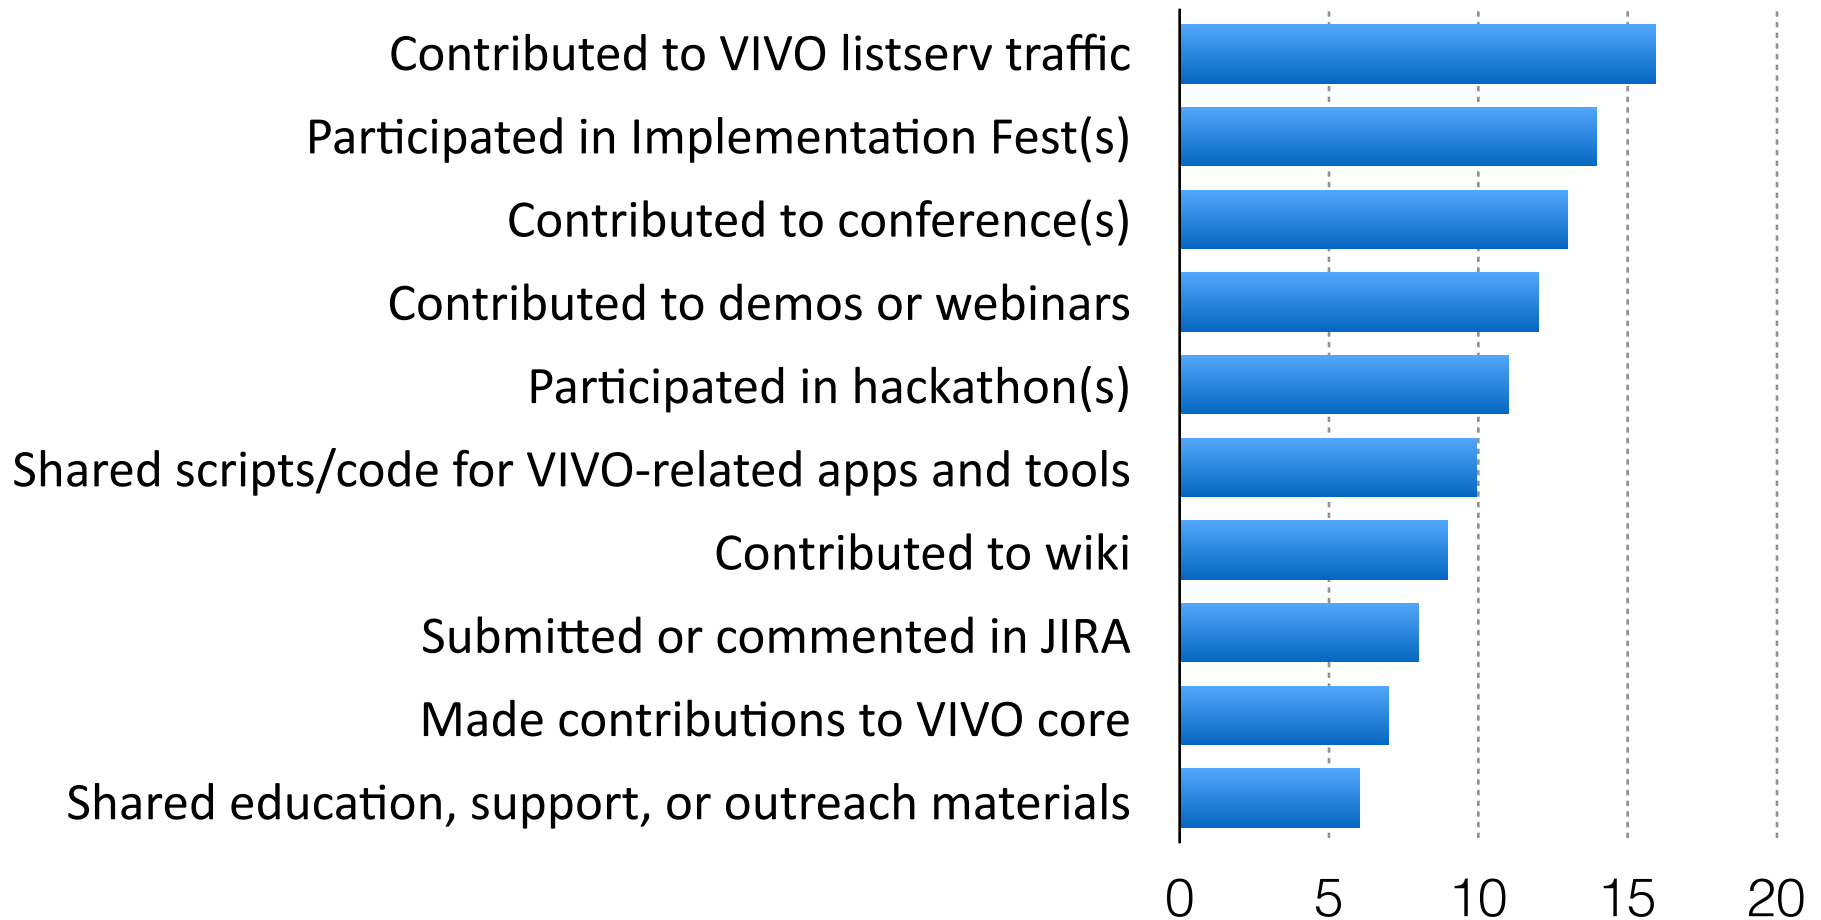 Contributed to VIVO listserv traffic
Participated in Implementation Fest(s)
Contributed to conference(s)
Contributed to demos or webinars
Participated in hackathon(s)
Shared scripts/code for VIVO-related apps and tools
Contributed to wiki
Submitted or commented in JIRA
Made contributions to VIVO core
Shared education, support, or outreach materials
0 5 10 15 20